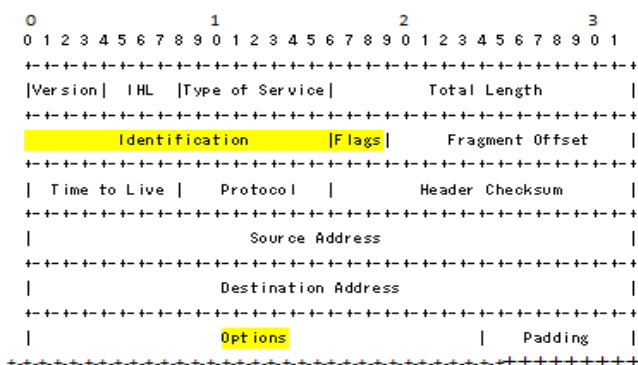 0 1 2 3
0 1 2 3 4 5 6 7 8 9 0 1 2 3 4 5 6 7 8 9 0 1 2 3 4 5 6 7 8 9 0 1
+-+-+-+-+-+-+-+-+-+-+-+-+-+-+-+-+-+-+-+-+-+-+-+-+-+-+-+-+-+-+-+-+
|Version| IHL |Type of Service| Total Length |
+-+-+-+-+-+-+-+-+-+-+-+-+-+-+-+-+-+-+-+-+-+-+-+-+-+-+-+-+-+-+-+-+
Identification |Flags| Fragment Offset |
+-+-+-+-+-+-+-+-+-+-+-+-+-+-+-+-+-+-+-+-+-+-+-+-+-+-+-+-+-+-+-+-+
| Time to Live | Protocol | Header Checksum |
+-+-+-+-+-+-+-+-+-+-+-+-+-+-+-+-+-+-+-+-+-+-+-+-+-+-+-+-+-+-+-+-+
| Source Address |
+-+-+-+-+-+-+-+-+-+-+-+-+-+-+-+-+-+-+-+-+-+-+-+-+-+-+-+-+-+-+-+-+
| Destination Address |
+-+-+-+-+-+-+-+-+-+-+-+-+-+-+-+-+-+-+-+-+-+-+-+-+-+-+-+-+-+-+-+-+
| Options | Padding |
+-+-+-+-+-+-+-+-+-+-+-+-+-+-+-+-+-+-+-+-+-+-+-+-+-+++++++++